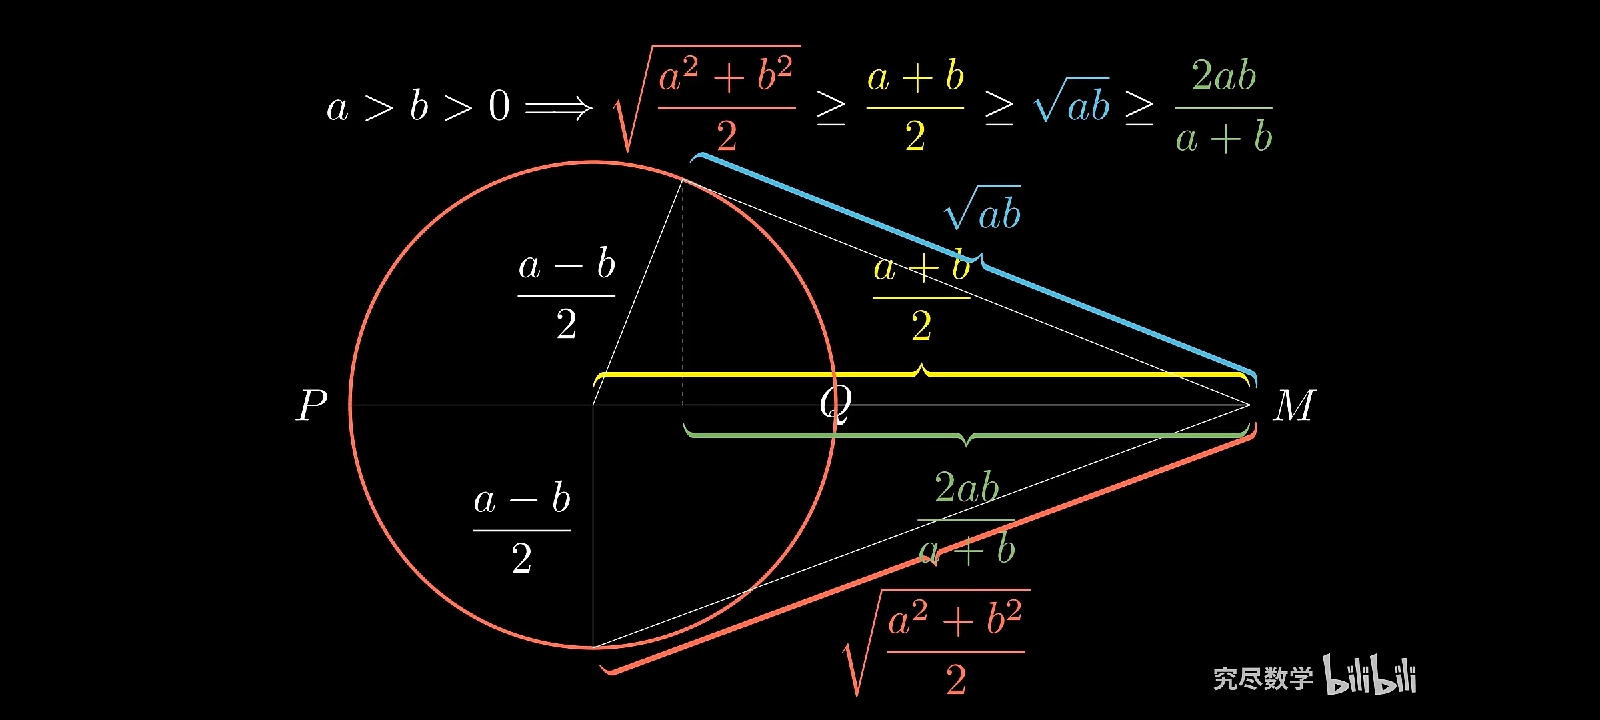 a > b > 0 ⟹ √((a² + b²)/2) ≥ (a + b)/2 ≥ √(ab) ≥ 2ab/(a + b)
√(ab)
(a − b)/2
(a + b)/2
P
Q
M
(a − b)/2
2ab/(a + b)
√((a² + b²)/2)
究尽数学 bilibili